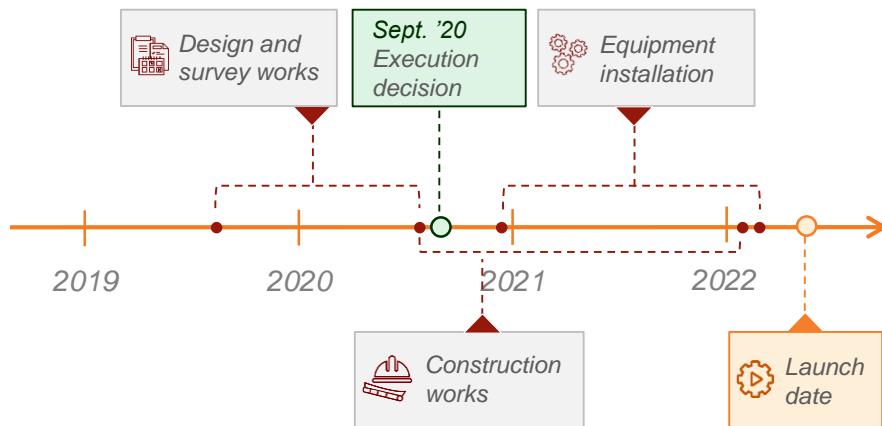 Design and
survey works
Sept. ’20
Execution
decision
Equipment
installation
2019
2020
2021
2022
Construction
works
Launch
date